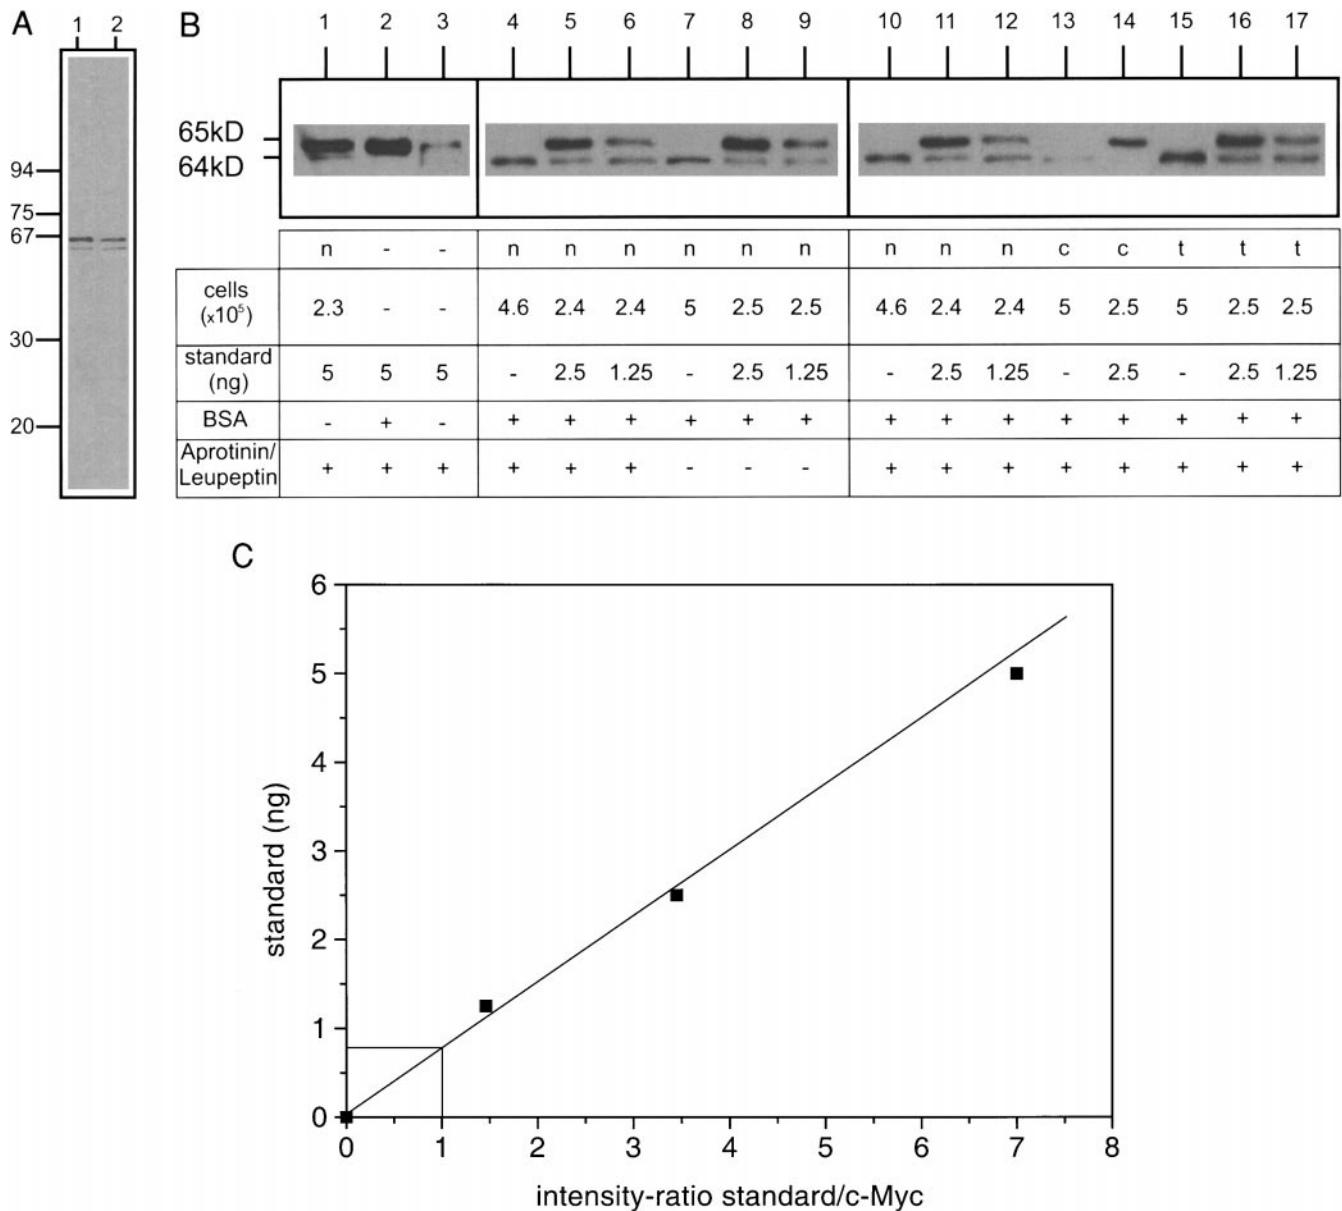 A
1 2
94
75
67
30
20
B
1 2 3 4 5 6 7 8 9 10 11 12 13 14 15 16 17
65kD
64kD
n - - n n n n n n n n n c c t t t
cells (x10⁵) 2.3 - - 4.6 2.4 2.4 5 2.5 2.5 4.6 2.4 2.4 5 2.5 5 2.5 2.5
standard (ng) 5 5 5 - 2.5 1.25 - 2.5 1.25 - 2.5 1.25 - 2.5 - 2.5 1.25
BSA - + - + + + + + + + + + + + + + +
Aprotinin/ Leupeptin + + + + + + - - - + + + + + + + +
C
6
5
4
3
2
1
0
standard (ng)
0 1 2 3 4 5 6 7 8
intensity-ratio standard/c-Myc